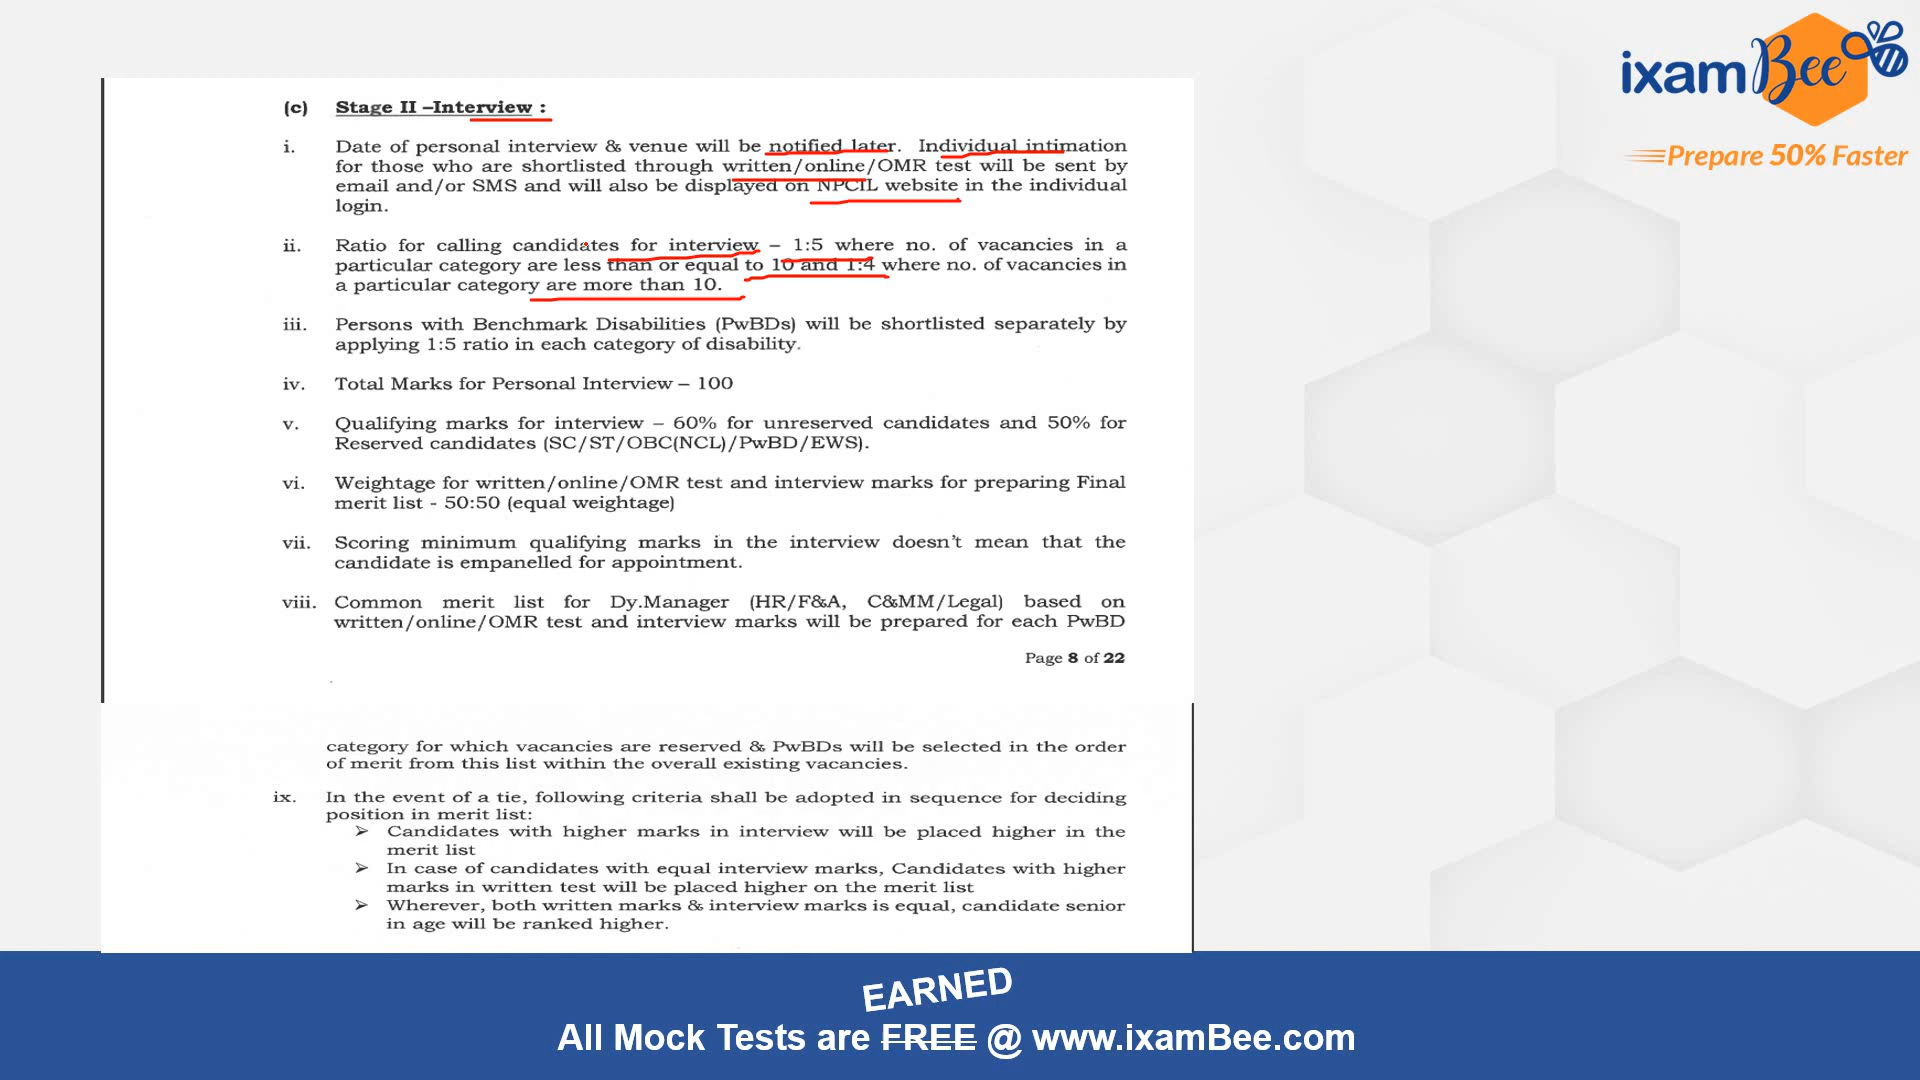 ixamBee
Prepare 50% Faster
(c) Stage II –Interview :
i. Date of personal interview & venue will be notified later. Individual intimation
for those who are shortlisted through written/online/OMR test will be sent by
email and/or SMS and will also be displayed on NPCIL website in the individual
login.
ii. Ratio for calling candidates for interview – 1:5 where no. of vacancies in a
particular category are less than or equal to 10 and 1:4 where no. of vacancies in
a particular category are more than 10.
iii. Persons with Benchmark Disabilities (PwBDs) will be shortlisted separately by
applying 1:5 ratio in each category of disability.
iv. Total Marks for Personal Interview – 100
v. Qualifying marks for interview – 60% for unreserved candidates and 50% for
Reserved candidates (SC/ST/OBC(NCL)/PwBD/EWS).
vi. Weightage for written/online/OMR test and interview marks for preparing Final
merit list - 50:50 (equal weightage)
vii. Scoring minimum qualifying marks in the interview doesn't mean that the
candidate is empanelled for appointment.
viii. Common merit list for Dy.Manager (HR/F&A, C&MM/Legal) based on
written/online/OMR test and interview marks will be prepared for each PwBD
Page 8 of 22
category for which vacancies are reserved & PwBDs will be selected in the order
of merit from this list within the overall existing vacancies.
ix. In the event of a tie, following criteria shall be adopted in sequence for deciding
position in merit list:
➢ Candidates with higher marks in interview will be placed higher in the
merit list
➢ In case of candidates with equal interview marks, Candidates with higher
marks in written test will be placed higher on the merit list
➢ Wherever, both written marks & interview marks is equal, candidate senior
in age will be ranked higher.
EARNED
All Mock Tests are FREE @ www.ixamBee.com